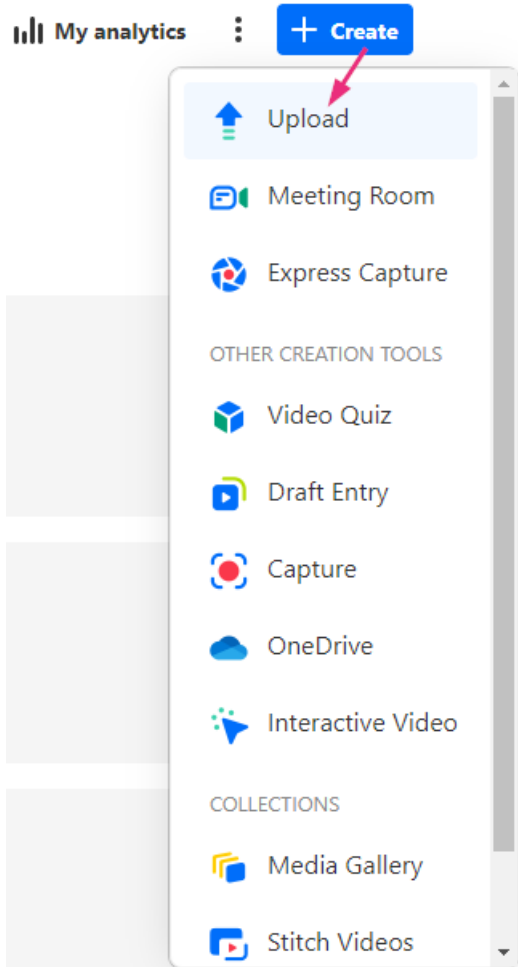 My analytics
Create
Upload
Meeting Room
Express Capture
OTHER CREATION TOOLS
Video Quiz
Draft Entry
Capture
OneDrive
Interactive Video
COLLECTIONS
Media Gallery
Stitch Videos